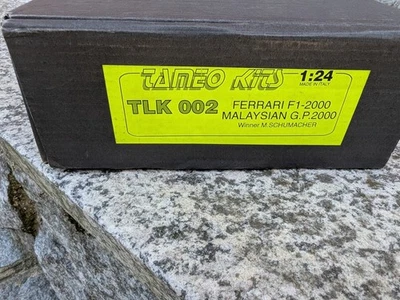 TAMEO KITS 1:24
MADE IN ITALY
TLK 002 FERRARI F1-2000
MALAYSIAN G.P.2000
Winner M.SCHUMACHER